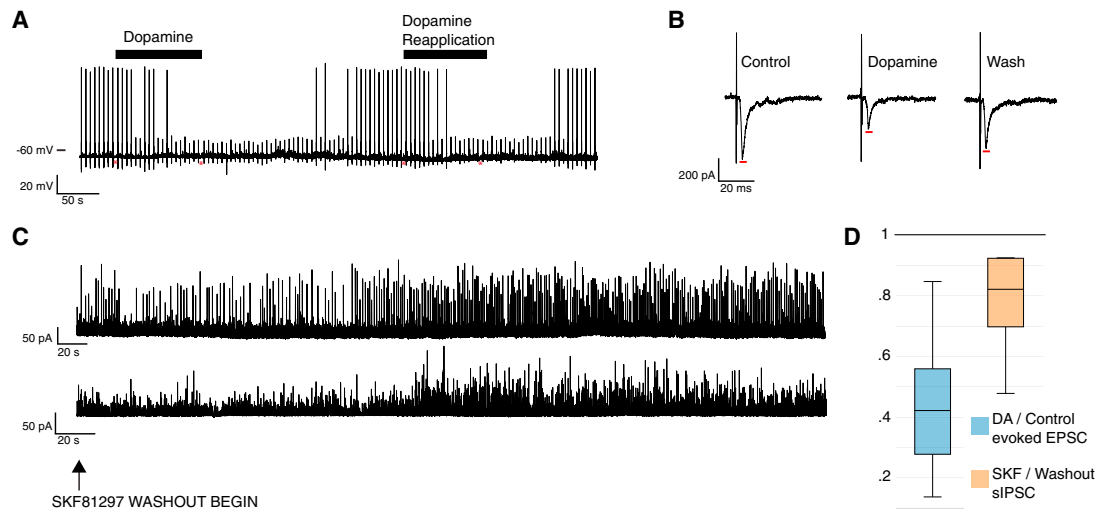 A
Dopamine
Dopamine
Reapplication
-60 mV
20 mV
50 s
B
Control
Dopamine
Wash
200 pA
20 ms
C
50 pA
20 s
50 pA
20 s
SKF81297 WASHOUT BEGIN
D
1
.8
.6
.4
.2
DA / Control
evoked EPSC
SKF / Washout
sIPSC